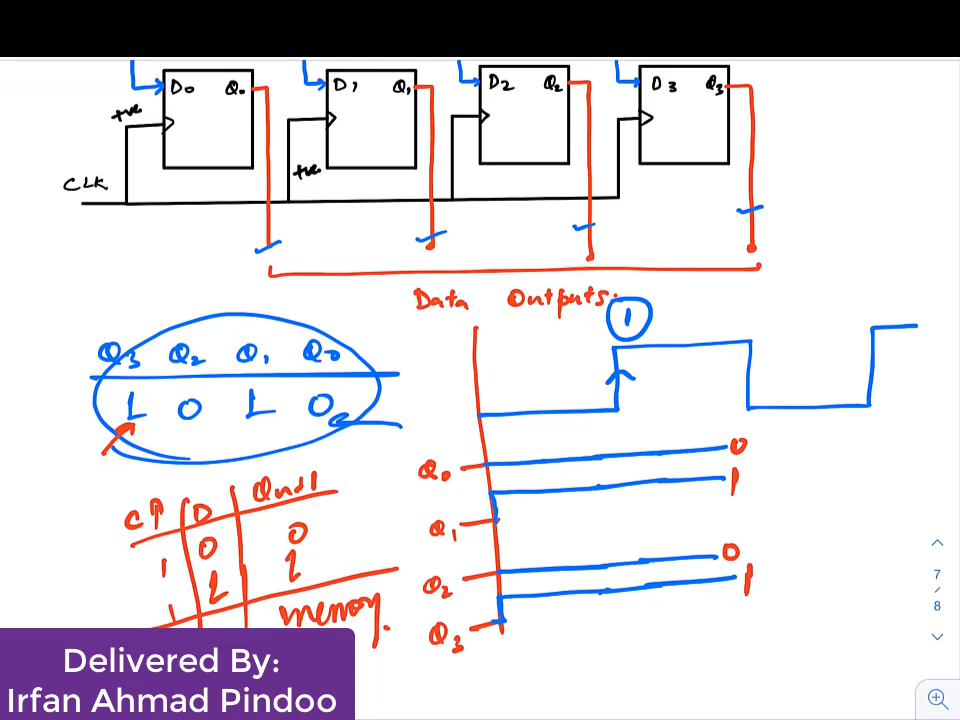 D0 Q0 D1 Q1 D2 Q2 D3 Q3
+ve
+ve
CLK
Data Outputs.
1
Q3 Q2 Q1 Q0
1 0 1 0
Q0 0
1
Q1
Q2 0
1
Q3
C↑ D Qn+1
1 0 0
1 1 1
memory.
7
/
8
Delivered By:
Irfan Ahmad Pindoo